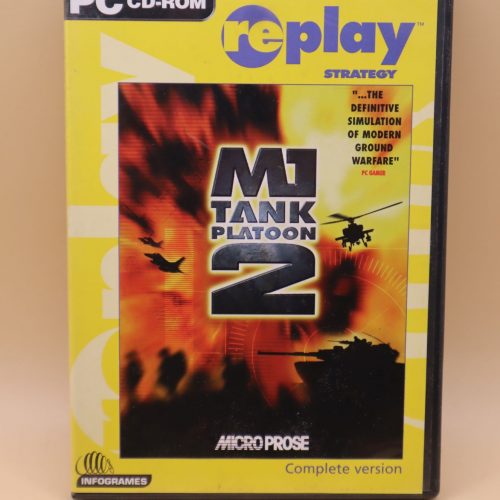 PC CD-ROM
replay™
STRATEGY
"...THE
DEFINITIVE
SIMULATION
OF MODERN
GROUND
WARFARE"
PC GAMER
M1
TANK
PLATOON
2
MICROPROSE
INFOGRAMES
Complete version